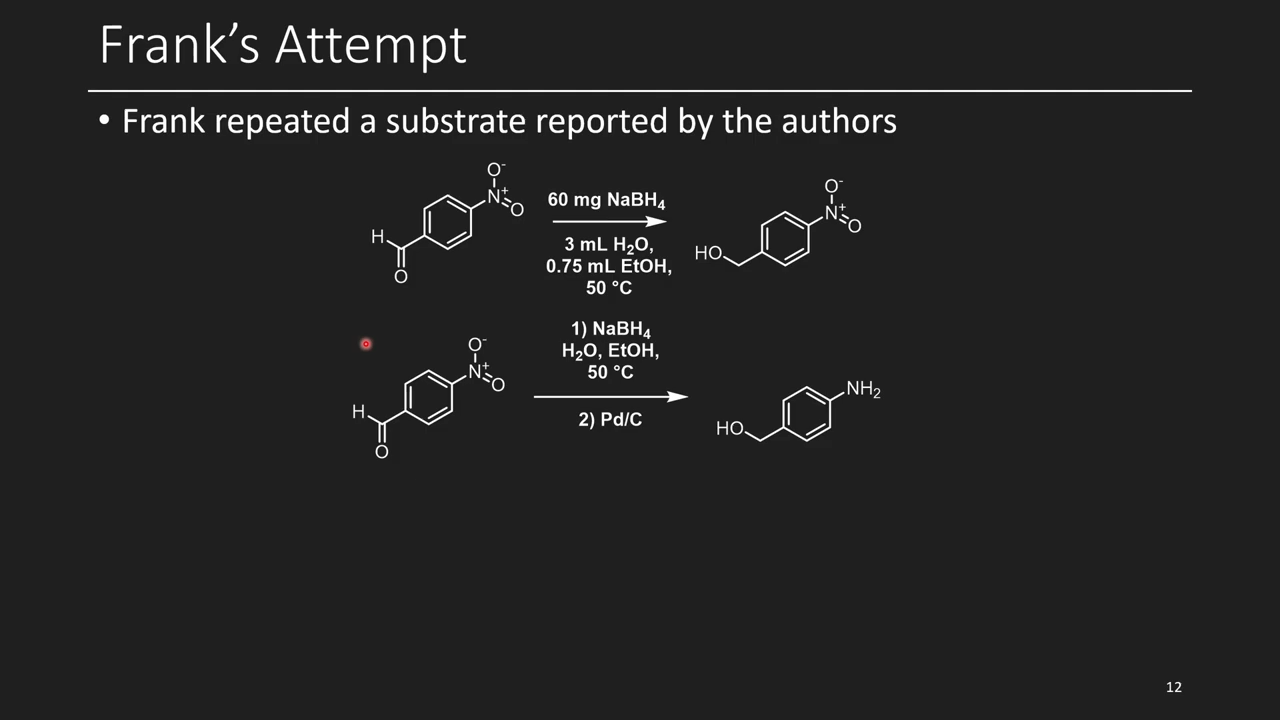 Frank's Attempt
• Frank repeated a substrate reported by the authors
O-
N+
O
H
O
60 mg NaBH4
3 mL H2O,
0.75 mL EtOH,
50 °C
O-
N+
O
HO
O-
N+
O
H
O
1) NaBH4
H2O, EtOH,
50 °C
2) Pd/C
NH2
HO
12